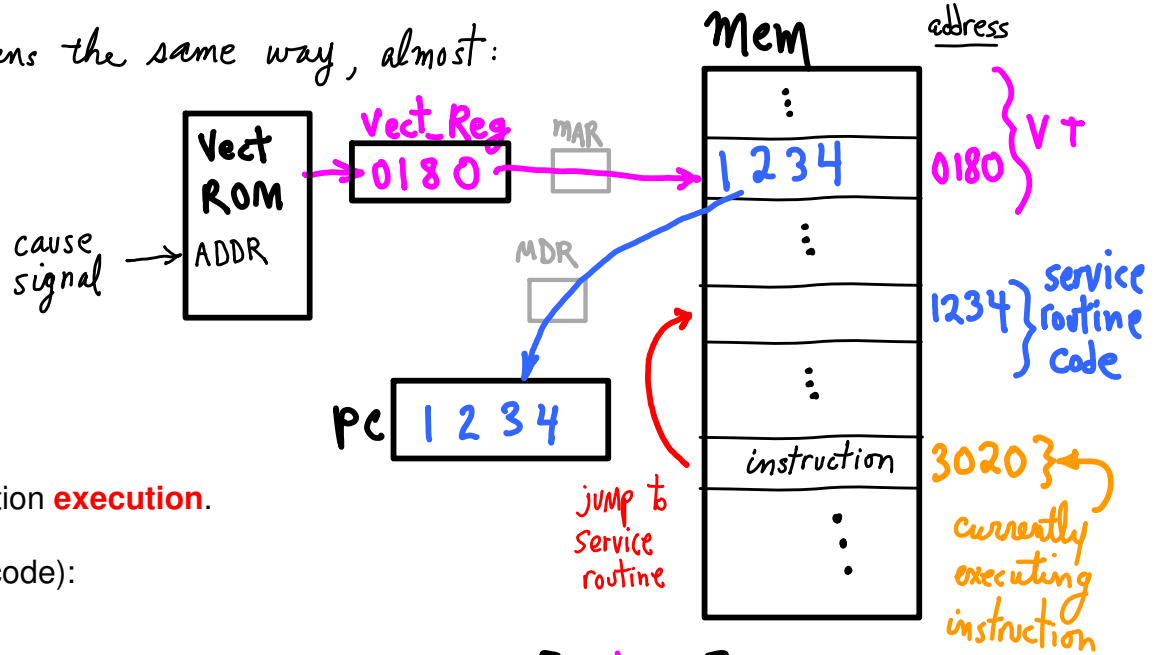 ens the same way, almost:
Mem
address
Vect
ROM
ADDR
Vect_Reg
0180
MAR
1234
0180
VT
cause
signal
MDR
1234
service
routine
code
PC
1234
instruction
3020
tion execution.
jump to
service
routine
currently
executing
instruction
code):